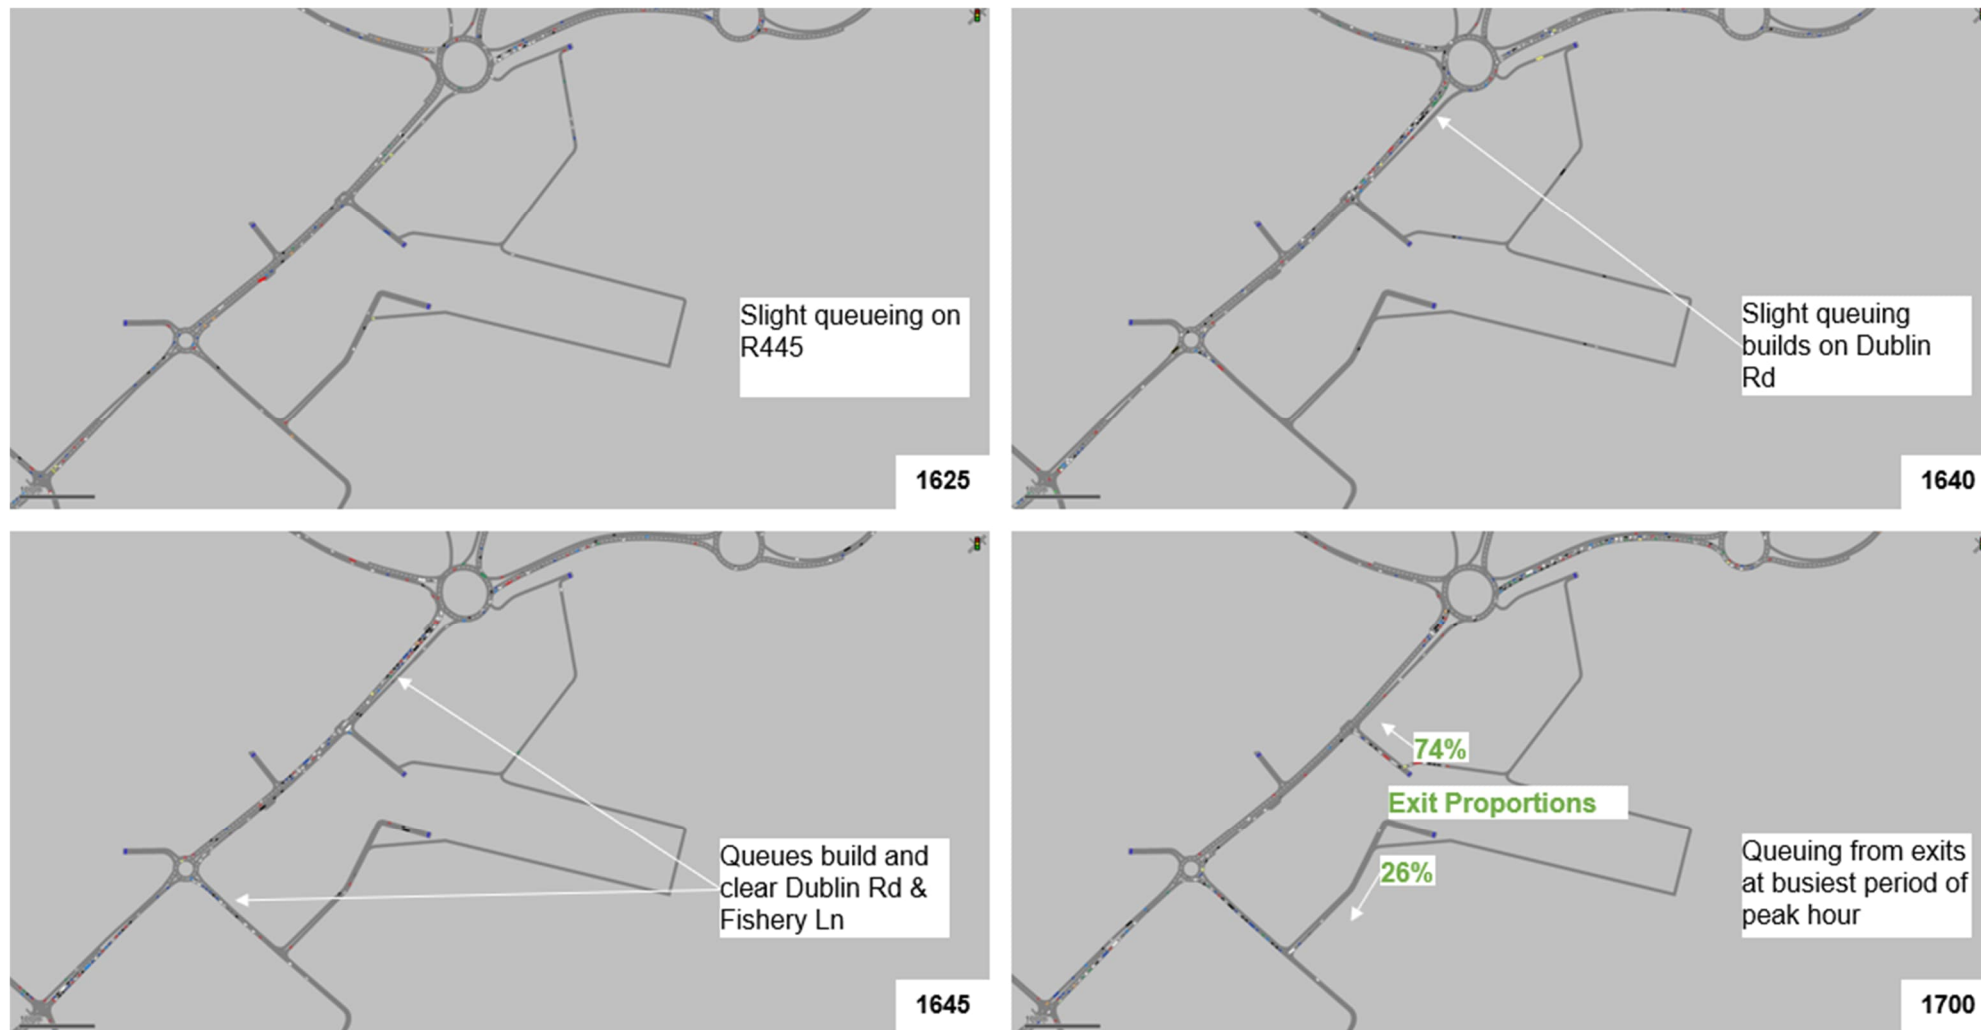 Slight queueing on
R445
1625
Slight queuing
builds on Dublin
Rd
1640
Queues build and
clear Dublin Rd &
Fishery Ln
1645
74%
Exit Proportions
26%
Queuing from exits
at busiest period of
peak hour
1700